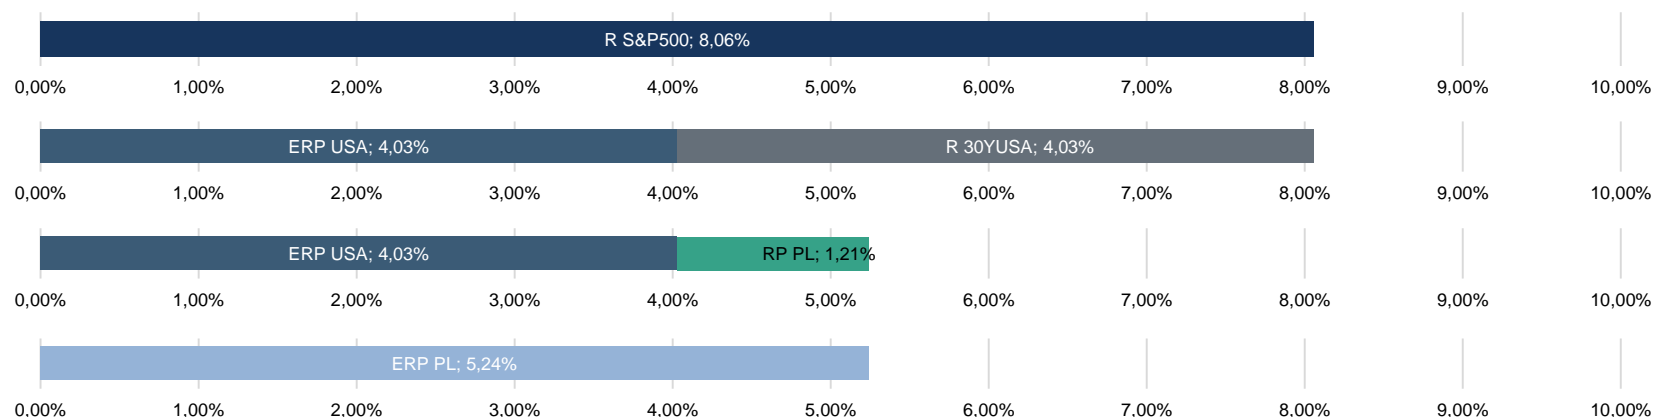 R S&P500; 8,06%
0,00% 1,00% 2,00% 3,00% 4,00% 5,00% 6,00% 7,00% 8,00% 9,00% 10,00%
ERP USA; 4,03% R 30YUSA; 4,03%
0,00% 1,00% 2,00% 3,00% 4,00% 5,00% 6,00% 7,00% 8,00% 9,00% 10,00%
ERP USA; 4,03% RP PL; 1,21%
0,00% 1,00% 2,00% 3,00% 4,00% 5,00% 6,00% 7,00% 8,00% 9,00% 10,00%
ERP PL; 5,24%
0,00% 1,00% 2,00% 3,00% 4,00% 5,00% 6,00% 7,00% 8,00% 9,00% 10,00%